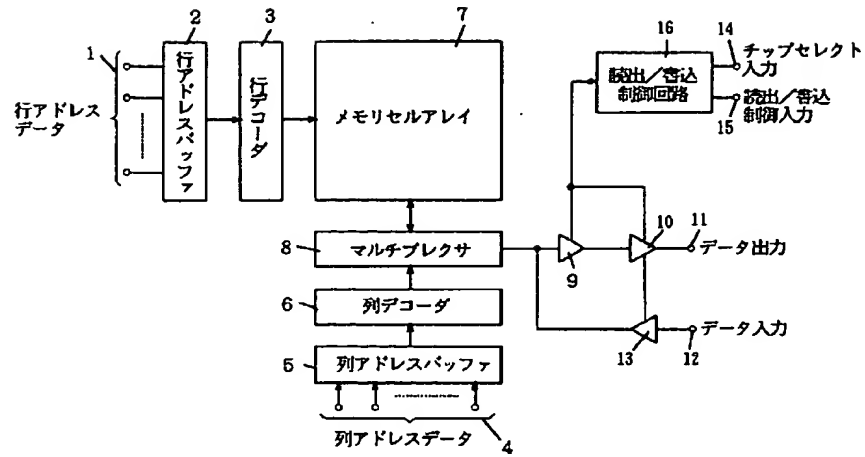 1
2
3
7
行アドレス
データ
行アドレスバッファ
行デコーダ
メモリセルアレイ
16
14
読出/書込
制御回路
チップセレクト
入力
読出/書込
制御入力
15
8
マルチプレクサ
9
10
11
データ出力
6
列デコーダ
13
12
データ入力
5
列アドレスバッファ
列アドレスデータ
4